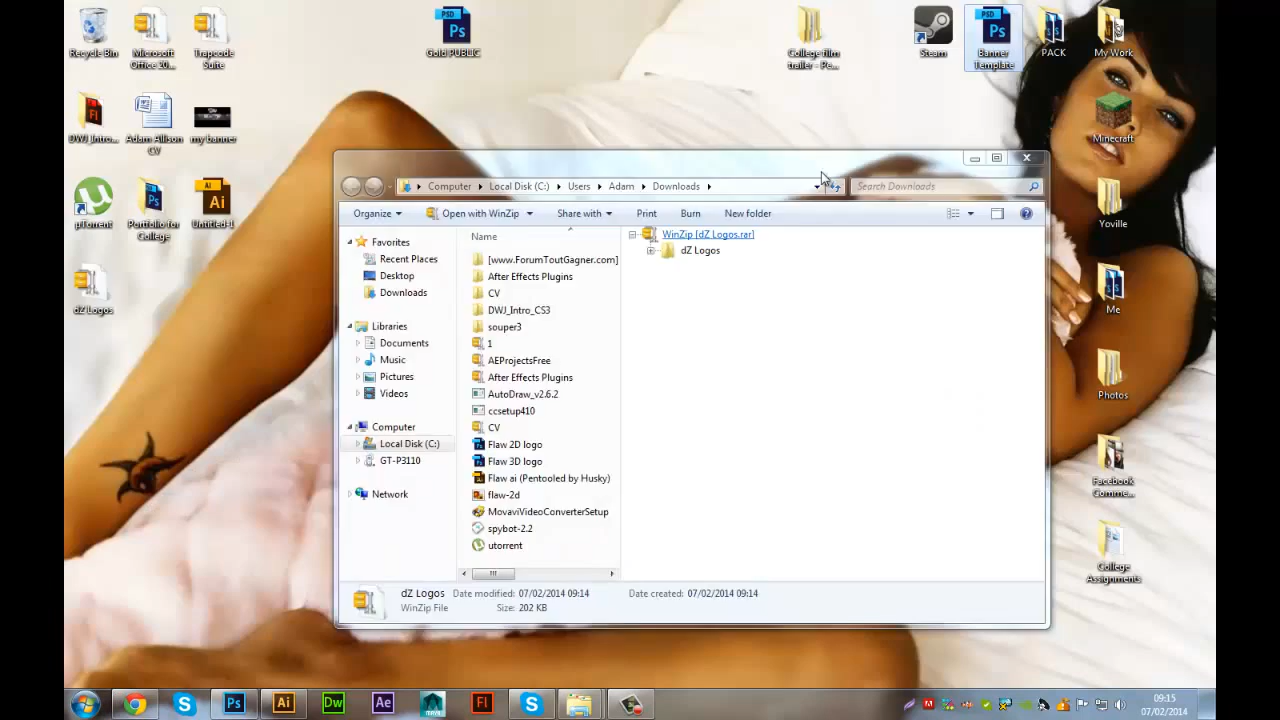 Recycle Bin
Microsoft Office 20...
Trapcode Suite
Gold PUBLIC
College film trailer - Pe...
Steam
Banner Template
PACK
My Work
DWJ_Intro...
Adam Allison CV
my banner
Minecraft
µTorrent
Portfolio for College
Untitled-1
Yoville
dZ Logos
Me
Photos
Facebook Comme...
College Assignments
Computer Local Disk (C:) Users Adam Downloads
Search Downloads
Organize Open with WinZip Share with Print Burn New folder
Favorites
Recent Places
Desktop
Downloads
Libraries
Documents
Music
Pictures
Videos
Computer
Local Disk (C:)
GT-P3110
Network
Name
[www.ForumToutGagner.com]
After Effects Plugins
CV
DWJ_Intro_CS3
souper3
1
AEProjectsFree
After Effects Plugins
AutoDraw_v2.6.2
ccsetup410
CV
Flaw 2D logo
Flaw 3D logo
Flaw ai (Pentooled by Husky)
flaw-2d
MovaviVideoConverterSetup
spybot-2.2
utorrent
WinZip [dZ Logos.rar]
dZ Logos
dZ Logos Date modified: 07/02/2014 09:14 Date created: 07/02/2014 09:14
WinZip File Size: 202 KB
09:15
07/02/2014